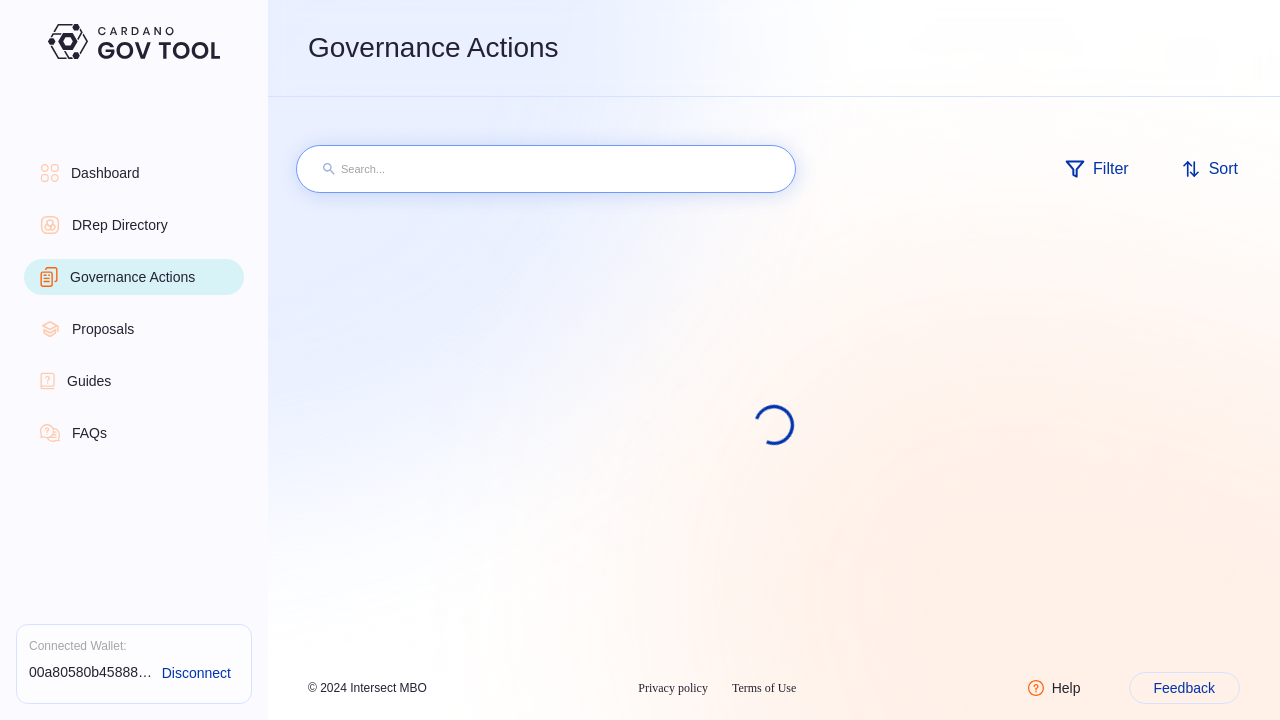 CARDANO
GOV TOOL
Governance Actions
Search...
Filter
Sort
Dashboard
DRep Directory
Governance Actions
Proposals
Guides
FAQs
Connected Wallet:
00a80580b45888…
Disconnect
© 2024 Intersect MBO
Privacy policy
Terms of Use
Help
Feedback